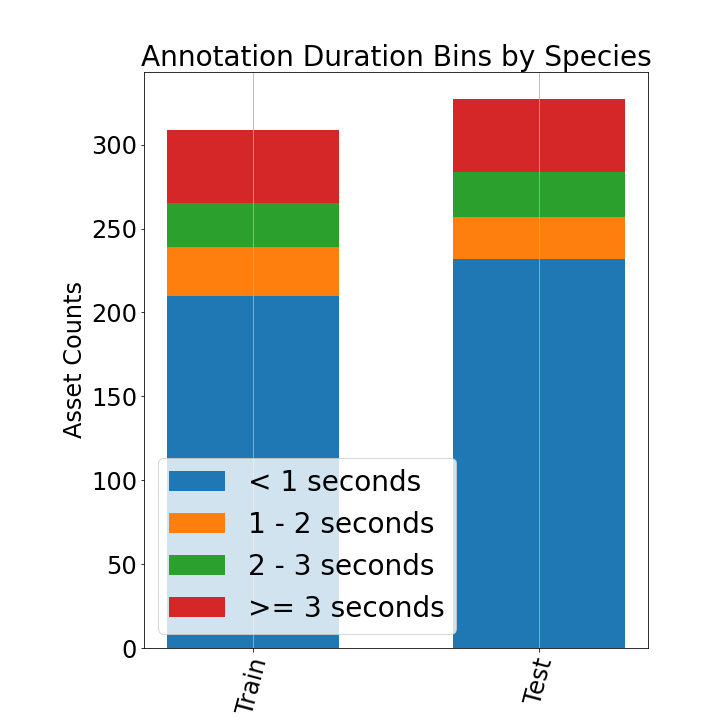 Annotation Duration Bins by Species
Asset Counts
300
250
200
150
100
50
0
< 1 seconds
1 - 2 seconds
2 - 3 seconds
>= 3 seconds
Train
Test